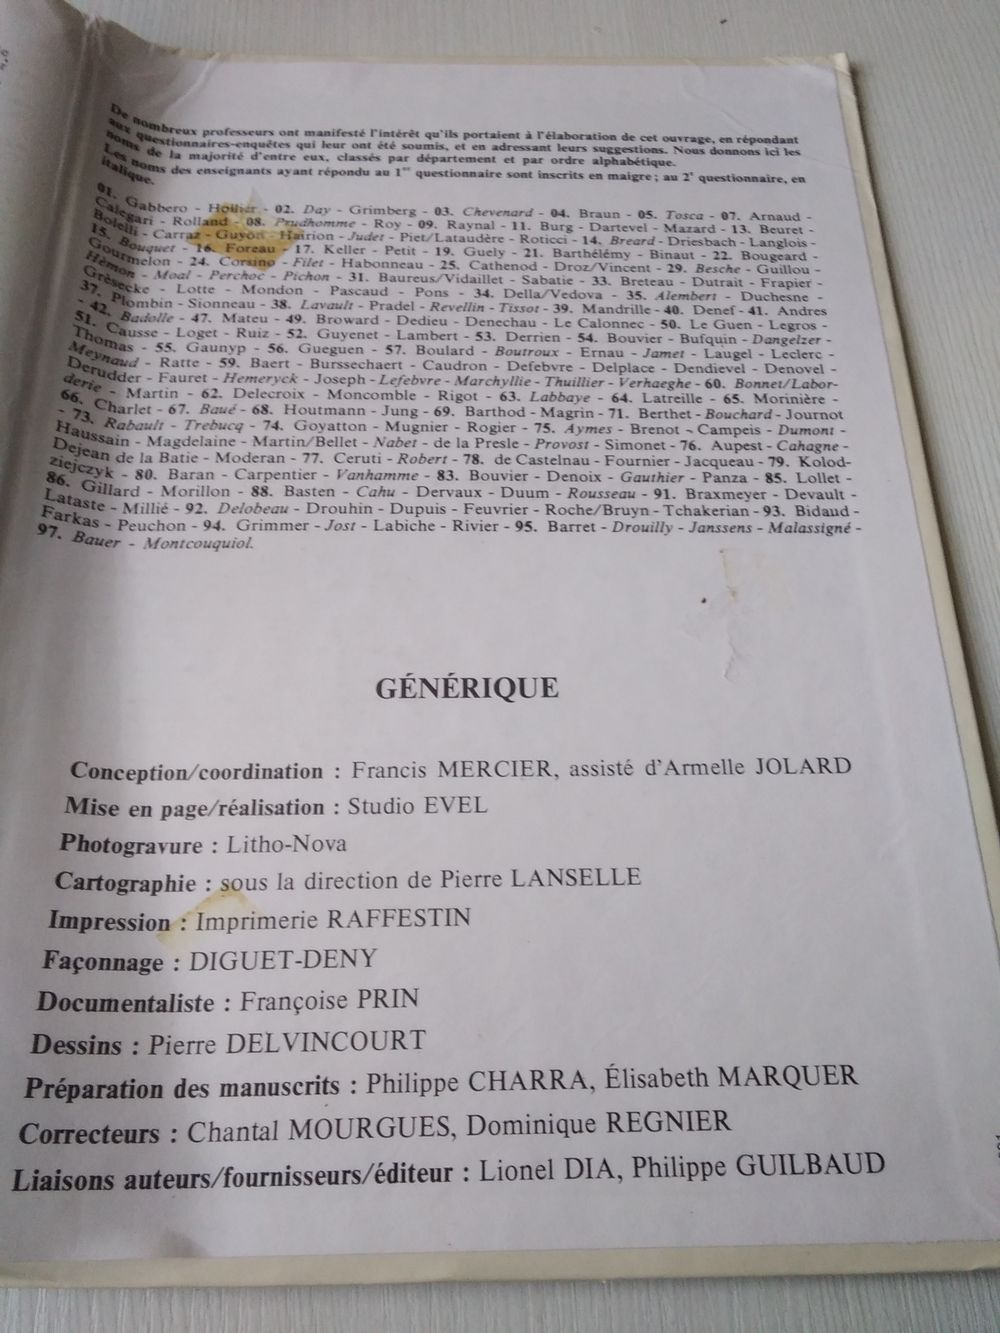 De nombreux professeurs ont manifesté l'intérêt qu'ils portaient à l'élaboration de cet ouvrage, en répondant
aux questionnaires-enquêtes qui leur ont été soumis, et en adressant leurs suggestions. Nous donnons ici les
noms de la majorité d'entre eux, classés par département et par ordre alphabétique.
Les noms des enseignants ayant répondu au 1er questionnaire sont inscrits en maigre ; au 2e questionnaire, en
italique.
01. Gabbero - Hollier - 02. Day - Grimberg - 03. Chevenard - 04. Braun - 05. Tosca - 07. Arnaud -
Calegari - Rolland - 08. Prudhomme - Roy - 09. Raynal - 11. Burg - Dartevel - Mazard - 13. Beuret -
Bolelli - Carraz - Guyon - Hairion - Judet - Piet/Lataudère - Roticci - 14. Breard - Driesbach - Langlois -
15. Bouquet - 16. Foreau - 17. Keller - Petit - 19. Guely - 21. Barthélémy - Binaut - 22. Bougeard -
Gourmelon - 24. Corsino - Filet - Habonneau - 25. Cathenod - Droz/Vincent - 29. Besche - Guillou -
Hémon - Moal - Perchoc - Pichon - 31. Baureus/Vidaillet - Sabatie - 33. Breteau - Dutrait - Frapier -
Grésecke - Lotte - Mondon - Pascaud - Pons - 34. Della/Vedova - 35. Alembert - Duchesne -
37. Plombin - Sionneau - 38. Lavault - Pradel - Revellin - Tissot - 39. Mandrille - 40. Denef - 41. Andres
- 42. Badolle - 47. Mateu - 49. Broward - Dedieu - Denechau - Le Calonnec - 50. Le Guen - Legros -
51. Causse - Loget - Ruiz - 52. Guyenet - Lambert - 53. Derrien - 54. Bouvier - Bufquin - Dangelzer -
Thomas - 55. Gaunyp - 56. Gueguen - 57. Boulard - Boutroux - Ernau - Jamet - Laugel - Leclerc -
Meynaud - Ratte - 59. Baert - Burssechaert - Caudron - Defebvre - Delplace - Dendievel - Denovel -
Derudder - Fauret - Hemeryck - Joseph - Lefebvre - Marchyllie - Thuillier - Verhaeghe - 60. Bonnet/Labor-
derie - Martin - 62. Delecroix - Moncomble - Rigot - 63. Labbaye - 64. Latreille - 65. Morinière -
66. Charlet - 67. Baué - 68. Houtmann - Jung - 69. Barthod - Magrin - 71. Berthet - Bouchard - Journot
- 73. Rabault - Trebucq - 74. Goyatton - Mugnier - Rogier - 75. Aymes - Brenot - Campeis - Dumont -
Haussain - Magdelaine - Martin/Bellet - Nabet - de la Presle - Provost - Simonet - 76. Aupest - Cahagne -
Dejean de la Batie - Moderan - 77. Ceruti - Robert - 78. de Castelnau - Fournier - Jacqueau - 79. Kolod-
ziejczyk - 80. Baran - Carpentier - Vanhamme - 83. Bouvier - Denoix - Gauthier - Panza - 85. Lollet -
86. Gillard - Morillon - 88. Basten - Cahu - Dervaux - Duum - Rousseau - 91. Braxmeyer - Devault -
Lataste - Millié - 92. Delobeau - Drouhin - Dupuis - Feuvrier - Roche/Bruyn - Tchakerian - 93. Bidaud -
Farkas - Peuchon - 94. Grimmer - Jost - Labiche - Rivier - 95. Barret - Drouilly - Janssens - Malassigné -
97. Bauer - Montcouquiol.
GÉNÉRIQUE
Conception/coordination : Francis MERCIER, assisté d'Armelle JOLARD
Mise en page/réalisation : Studio EVEL
Photogravure : Litho-Nova
Cartographie : sous la direction de Pierre LANSELLE
Impression : Imprimerie RAFFESTIN
Façonnage : DIGUET-DENY
Documentaliste : Françoise PRIN
Dessins : Pierre DELVINCOURT
Préparation des manuscrits : Philippe CHARRA, Élisabeth MARQUER
Correcteurs : Chantal MOURGUES, Dominique REGNIER
Liaisons auteurs/fournisseurs/éditeur : Lionel DIA, Philippe GUILBAUD